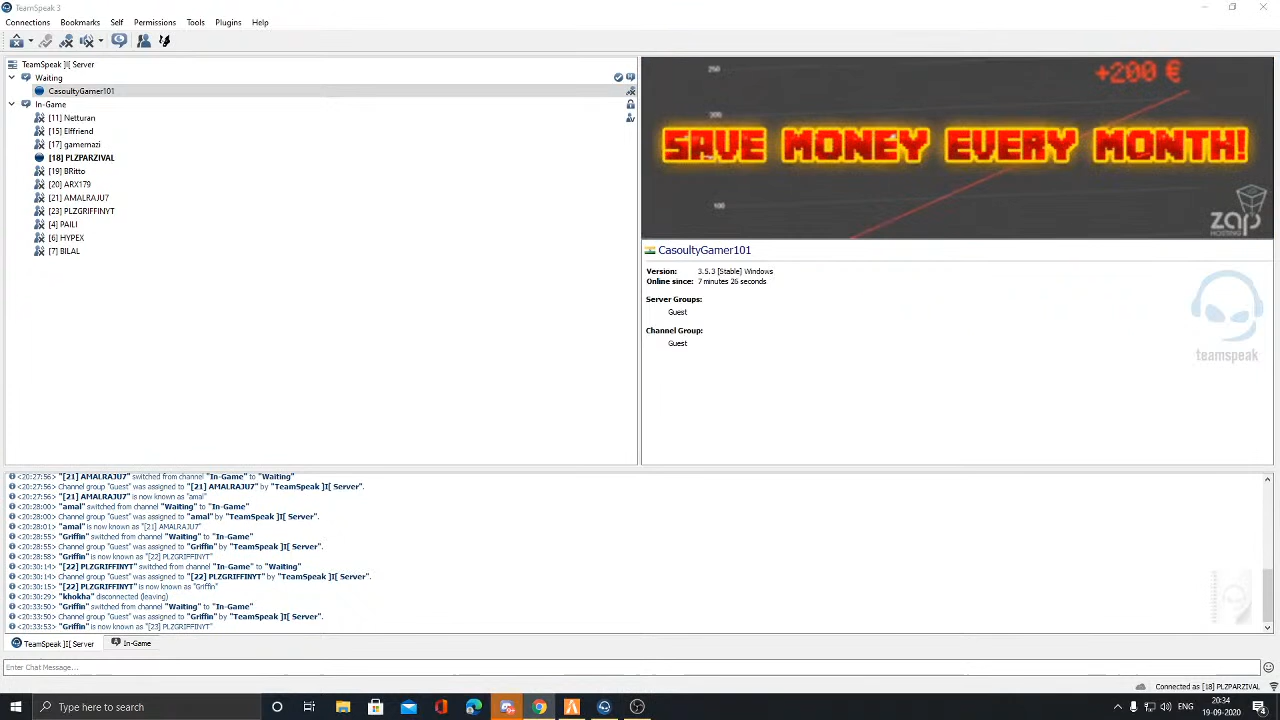 TeamSpeak 3
Connections Bookmarks Self Permissions Tools Plugins Help
TeamSpeak ]I[ Server
Waiting
CasoultyGamer101
In-Game
[11] Netturan
[15] Elffriend
[17] gamemazi
[18] PLZPARZIVAL
[19] BRitto
[20] ARX179
[21] AMALRAJU7
[23] PLZGRIFFINYT
[4] PAILI
[6] HYPEX
[7] BILAL
250
+200 €
200
SAVE MONEY EVERY MONTH!
100
zap
HOSTING
CasoultyGamer101
Version: 3.5.3 [Stable] Windows
Online since: 7 minutes 26 seconds
Server Groups:
Guest
Channel Group:
Guest
teamspeak
<20:27:56> "[21] AMALRAJU7" switched from channel "In-Game" to "Waiting"
<20:27:56> Channel group "Guest" was assigned to "[21] AMALRAJU7" by "TeamSpeak ]I[ Server".
<20:27:56> "[21] AMALRAJU7" is now known as "amal"
<20:28:00> "amal" switched from channel "Waiting" to "In-Game"
<20:28:00> Channel group "Guest" was assigned to "amal" by "TeamSpeak ]I[ Server".
<20:28:01> "amal" is now known as "[21] AMALRAJU7"
<20:28:55> "Griffin" switched from channel "Waiting" to "In-Game"
<20:28:55> Channel group "Guest" was assigned to "Griffin" by "TeamSpeak ]I[ Server".
<20:28:58> "Griffin" is now known as "[22] PLZGRIFFINYT"
<20:30:14> "[22] PLZGRIFFINYT" switched from channel "In-Game" to "Waiting"
<20:30:14> Channel group "Guest" was assigned to "[22] PLZGRIFFINYT" by "TeamSpeak ]I[ Server".
<20:30:15> "[22] PLZGRIFFINYT" is now known as "Griffin"
<20:30:29> "khokha" disconnected (leaving)
<20:33:50> "Griffin" switched from channel "Waiting" to "In-Game"
<20:33:50> Channel group "Guest" was assigned to "Griffin" by "TeamSpeak ]I[ Server".
<20:33:53> "Griffin" is now known as "[23] PLZGRIFFINYT"
TeamSpeak ]I[ Server In-Game
Enter Chat Message...
Connected as [18] PLZPARZIVAL
Type here to search
ENG
20:34
19-09-2020